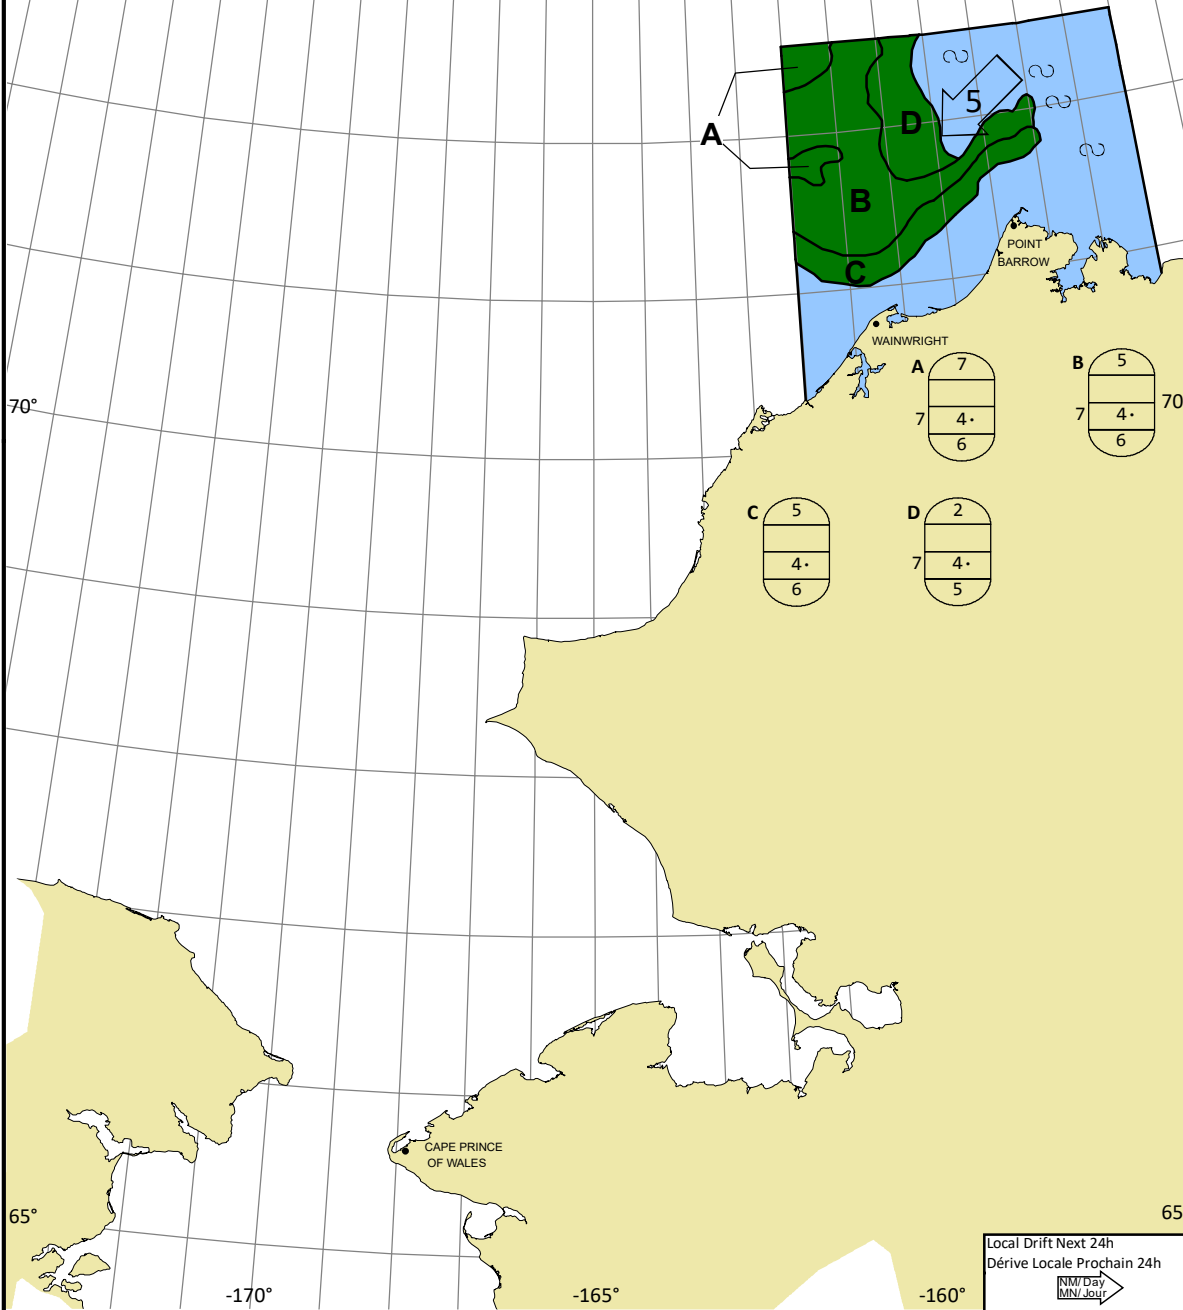 5
A
D
B
C
POINT
BARROW
WAINWRIGHT
70°
70
A
7
7
4•
6
B
5
7
4•
6
C
5
4•
6
D
2
7
4•
5
CAPE PRINCE
OF WALES
65°
65
-170°
-165°
-160°
Local Drift Next 24h
Dérive Locale Prochain 24h
NM/Day
MN/Jour